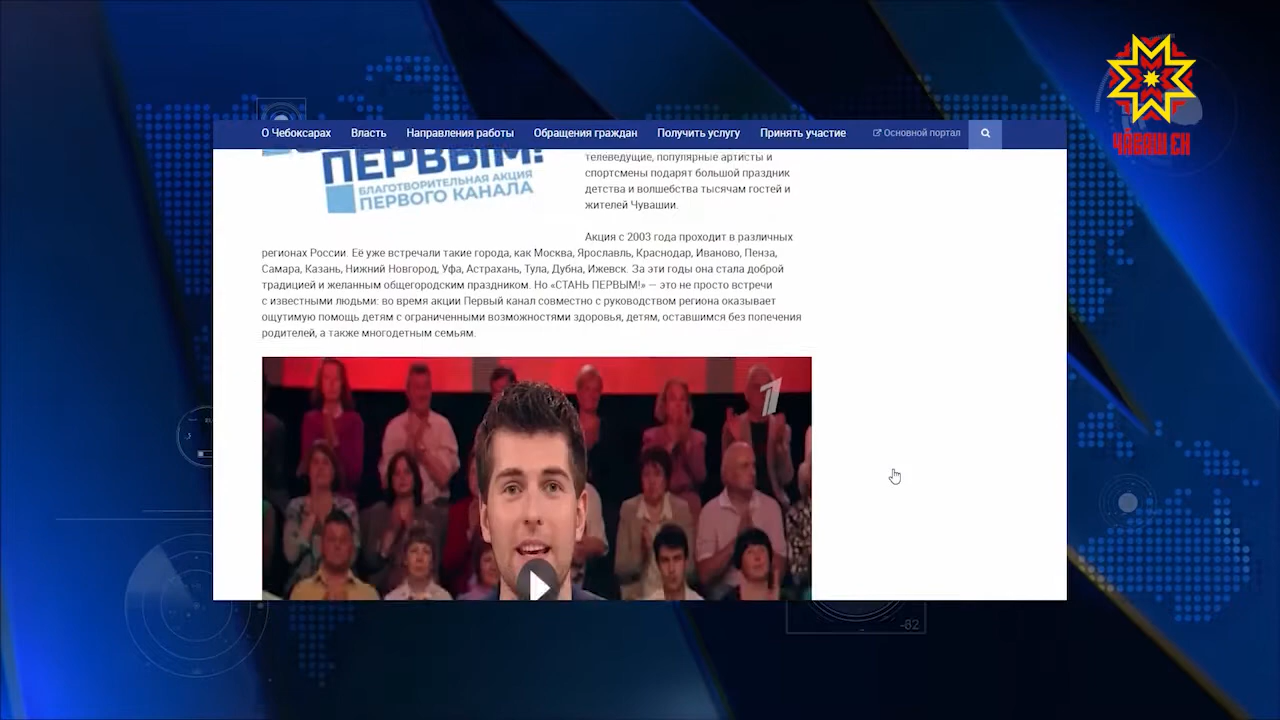 О Чебоксарах Власть Направления работы Обращения граждан Получить услугу Принять участие Основной портал
ЧӐВАШ ЕН
ПЕРВЫМ!
БЛАГОТВОРИТЕЛЬНАЯ АКЦИЯ
ПЕРВОГО КАНАЛА
телеведущие, популярные артисты и
спортсмены подарят большой праздник
детства и волшебства тысячам гостей и
жителей Чувашии.
Акция с 2003 года проходит в различных
регионах России. Её уже встречали такие города, как Москва, Ярославль, Краснодар, Иваново, Пенза,
Самара, Казань, Нижний Новгород, Уфа, Астрахань, Тула, Дубна, Ижевск. За эти годы она стала доброй
традицией и желанным общегородским праздником. Но «СТАНЬ ПЕРВЫМ!» — это не просто встречи
с известными людьми: во время акции Первый канал совместно с руководством региона оказывает
ощутимую помощь детям с ограниченными возможностями здоровья, детям, оставшимся без попечения
родителей, а также многодетным семьям.
1
-82